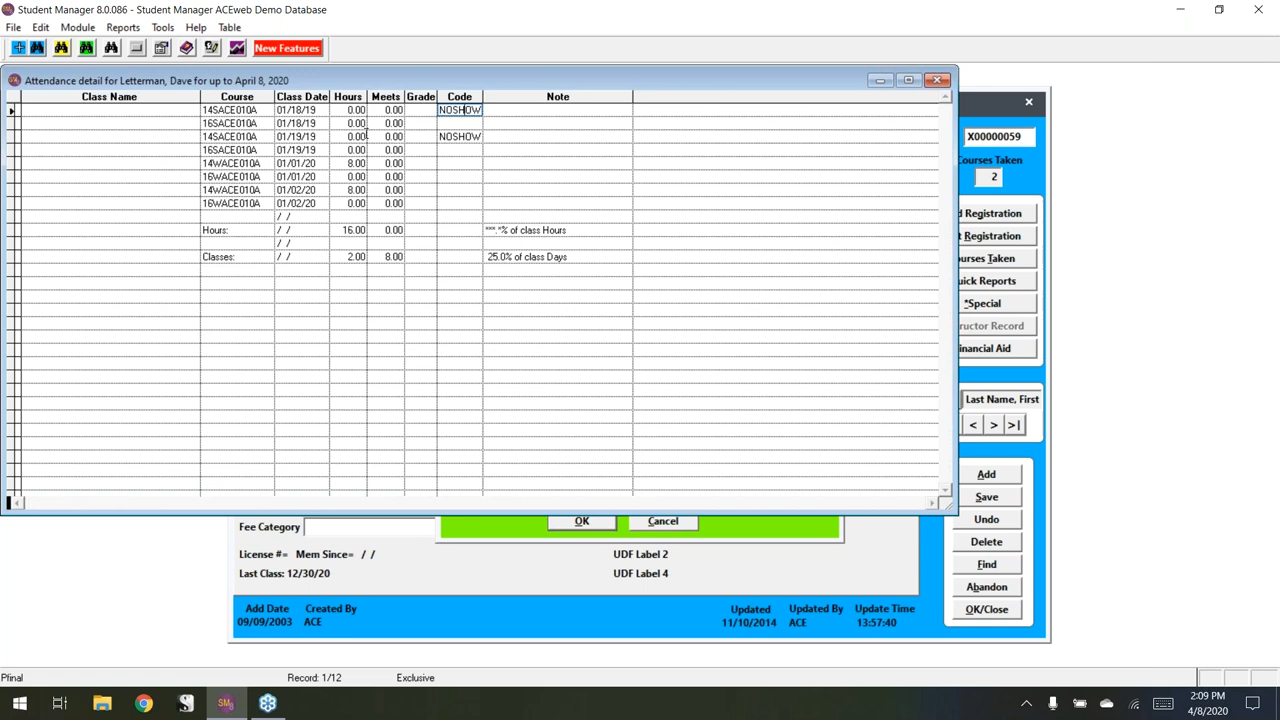 Student Manager 8.0.086 - Student Manager ACEweb Demo Database
File Edit Module Reports Tools Help Table
New Features
Attendance detail for Letterman, Dave for up to April 8, 2020
Class Name Course Class Date Hours Meets Grade Code Note
14SACE010A 01/18/19 0.00 0.00 NOSHOW
16SACE010A 01/18/19 0.00 0.00
14SACE010A 01/19/19 0.00 0.00 NOSHOW
16SACE010A 01/19/19 0.00 0.00
14WACE010A 01/01/20 8.00 0.00
16WACE010A 01/01/20 0.00 0.00
14WACE010A 01/02/20 8.00 0.00
16WACE010A 01/02/20 0.00 0.00
/ /
Hours: / / 16.00 0.00 ***.*% of class Hours
/ /
Classes: / / 2.00 8.00 25.0% of class Days
X00000059
Courses Taken
2
d Registration
t Registration
ourses Taken
uick Reports
*Special
tructor Record
inancial Aid
Last Name, First
< > >|
Add
Save
Undo
Delete
Find
Abandon
OK/Close
OK Cancel
Fee Category
License #= Mem Since= / / UDF Label 2
Last Class: 12/30/20 UDF Label 4
Add Date Created By Updated Updated By Update Time
09/09/2003 ACE 11/10/2014 ACE 13:57:40
Pfinal Record: 1/12 Exclusive
2:09 PM
4/8/2020